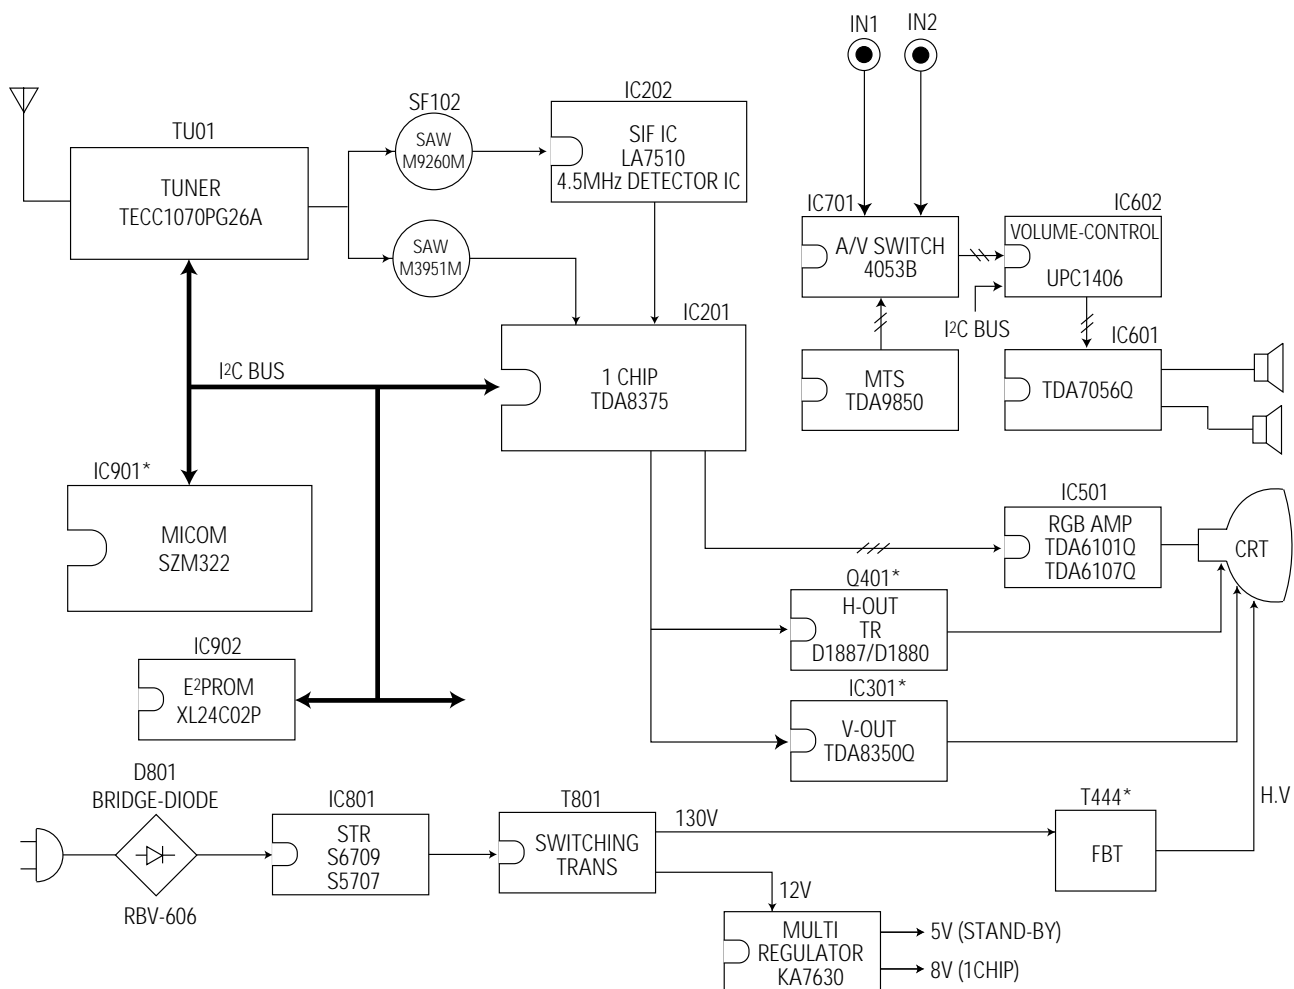 IN1
IN2
TU01
TUNER
TECC1070PG26A
SF102
SAW
M9260M
SAW
M3951M
IC202
SIF IC
LA7510
4.5MHz DETECTOR IC
IC701
A/V SWITCH
4053B
IC602
VOLUME-CONTROL
UPC1406
I²C BUS
MTS
TDA9850
IC601
TDA7056Q
IC201
1 CHIP
TDA8375
I²C BUS
IC901*
MICOM
SZM322
IC902
E²PROM
XL24C02P
IC501
RGB AMP
TDA6101Q
TDA6107Q
CRT
Q401*
H-OUT
TR
D1887/D1880
IC301*
V-OUT
TDA8350Q
D801
BRIDGE-DIODE
RBV-606
IC801
STR
S6709
S5707
T801
SWITCHING
TRANS
130V
12V
T444*
FBT
H.V
MULTI
REGULATOR
KA7630
5V (STAND-BY)
8V (1CHIP)